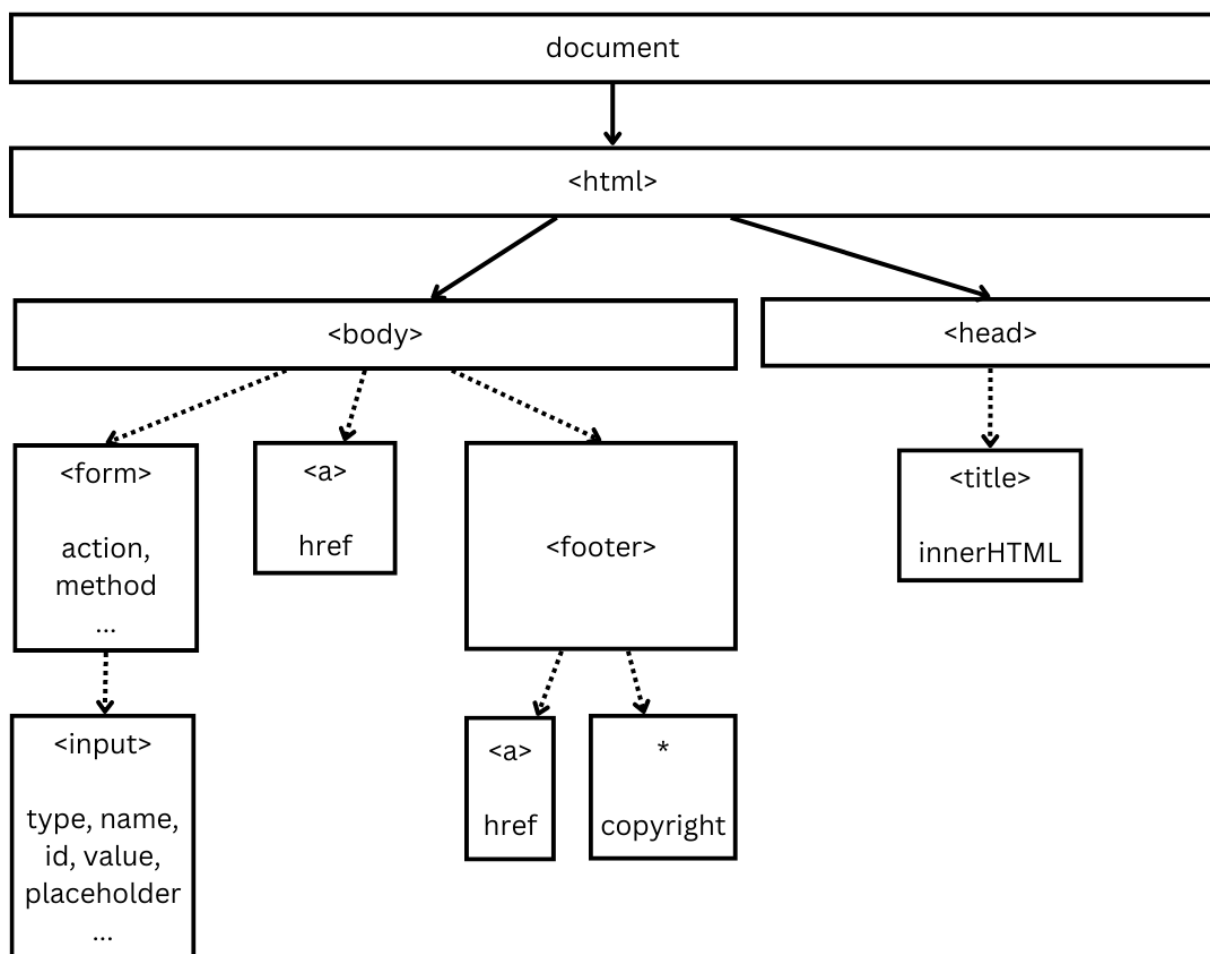 document
<html>
<body>
<head>
<form>
action,
method
...
<a>
href
<footer>
<title>
innerHTML
<input>
type, name,
id, value,
placeholder
...
<a>
href
*
copyright